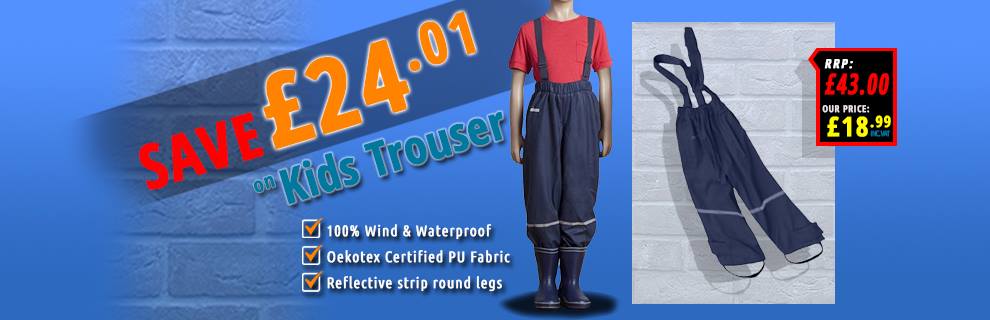 SAVE £24.01
on Kids Trouser
100% Wind & Waterproof
Oekotex Certified PU Fabric
Reflective strip round legs
RRP:
£43.00
OUR PRICE:
£18.99
INC.VAT